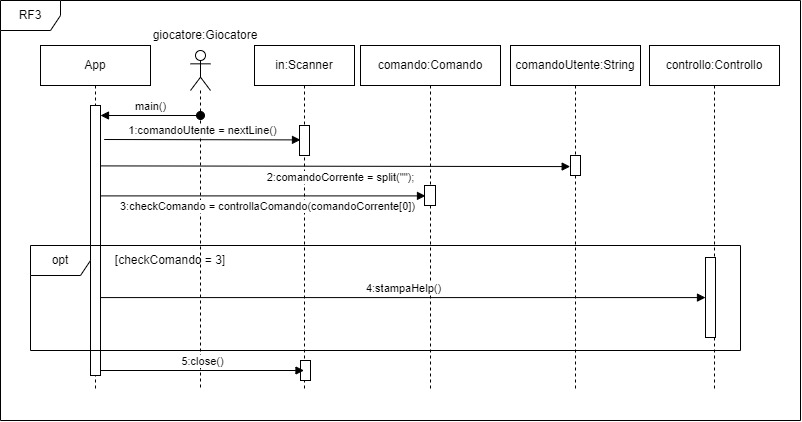 RF3
giocatore:Giocatore
App
in:Scanner
comando:Comando
comandoUtente:String
controllo:Controllo
main()
1:comandoUtente = nextLine()
2:comandoCorrente = split("");
3:checkComando = controllaComando(comandoCorrente[0])
opt
[checkComando = 3]
4:stampaHelp()
5:close()